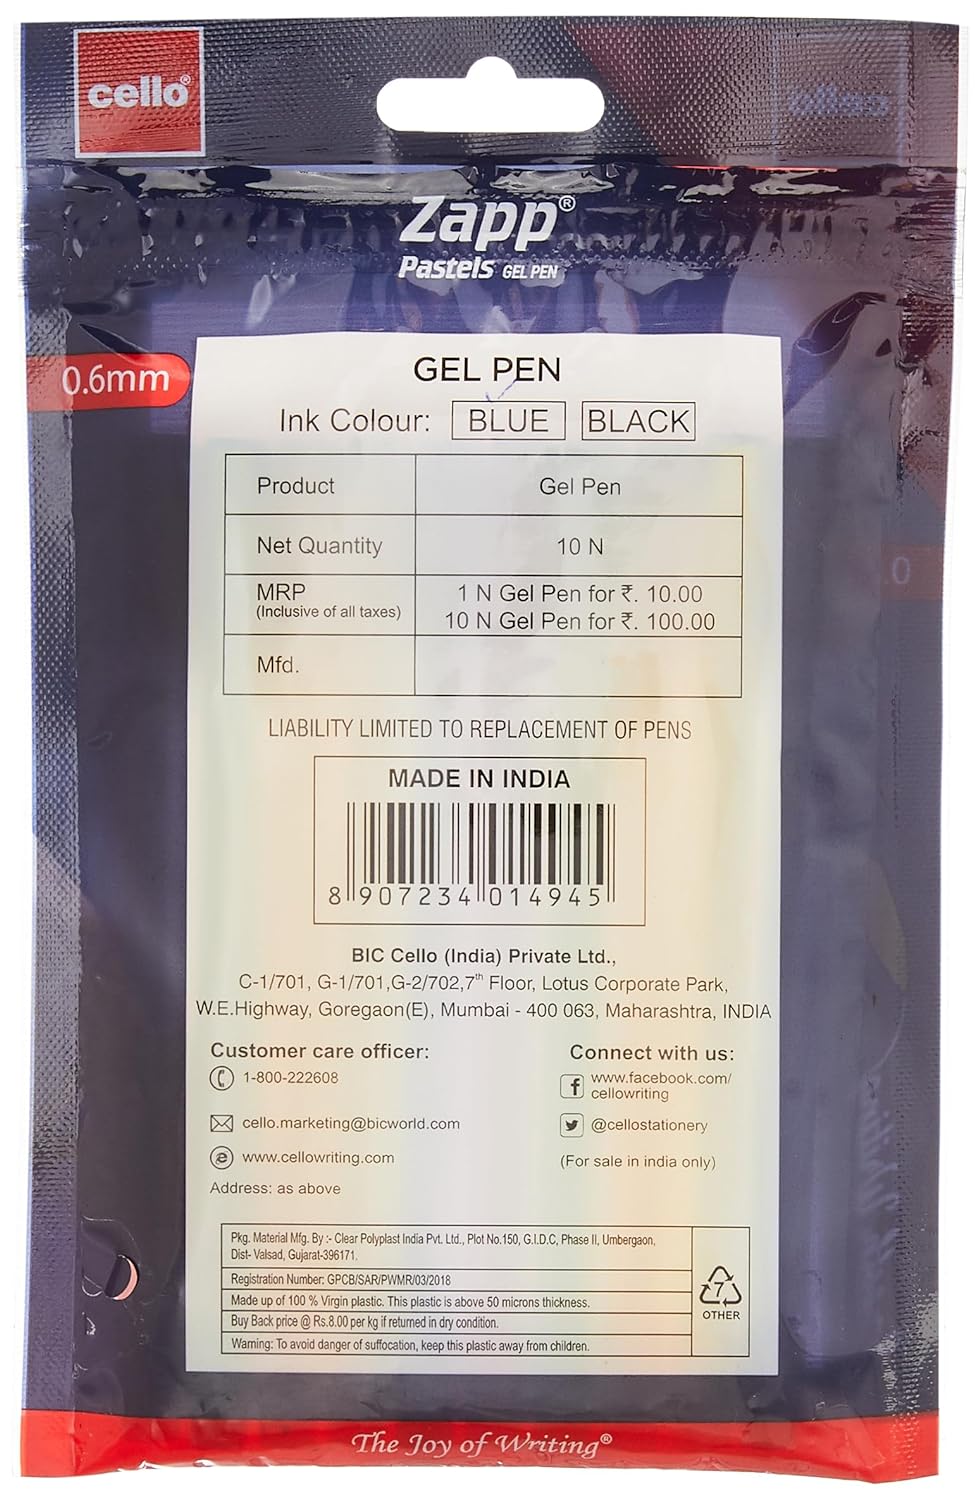 cello®
Zapp®
Pastels GEL PEN
0.6mm
GEL PEN
Ink Colour: BLUE BLACK
Product Gel Pen
Net Quantity 10 N
MRP 1 N Gel Pen for ₹. 10.00
(Inclusive of all taxes) 10 N Gel Pen for ₹. 100.00
Mfd.
LIABILITY LIMITED TO REPLACEMENT OF PENS
MADE IN INDIA
8 907234 014945
BIC Cello (India) Private Ltd.,
C-1/701, G-1/701,G-2/702,7th Floor, Lotus Corporate Park,
W.E.Highway, Goregaon(E), Mumbai - 400 063, Maharashtra, INDIA
Customer care officer:
1-800-222608
cello.marketing@bicworld.com
www.cellowriting.com
Address: as above
Connect with us:
www.facebook.com/
cellowriting
@cellostationery
(For sale in india only)
Pkg. Material Mfg. By :- Clear Polyplast India Pvt. Ltd., Plot No.150, G.I.D.C, Phase II, Umbergaon,
Dist- Valsad, Gujarat-396171.
Registration Number: GPCB/SAR/PWMR/03/2018
Made up of 100 % Virgin plastic. This plastic is above 50 microns thickness.
Buy Back price @ Rs.8.00 per kg if returned in dry condition.
Warning: To avoid danger of suffocation, keep this plastic away from children.
7
OTHER
The Joy of Writing®